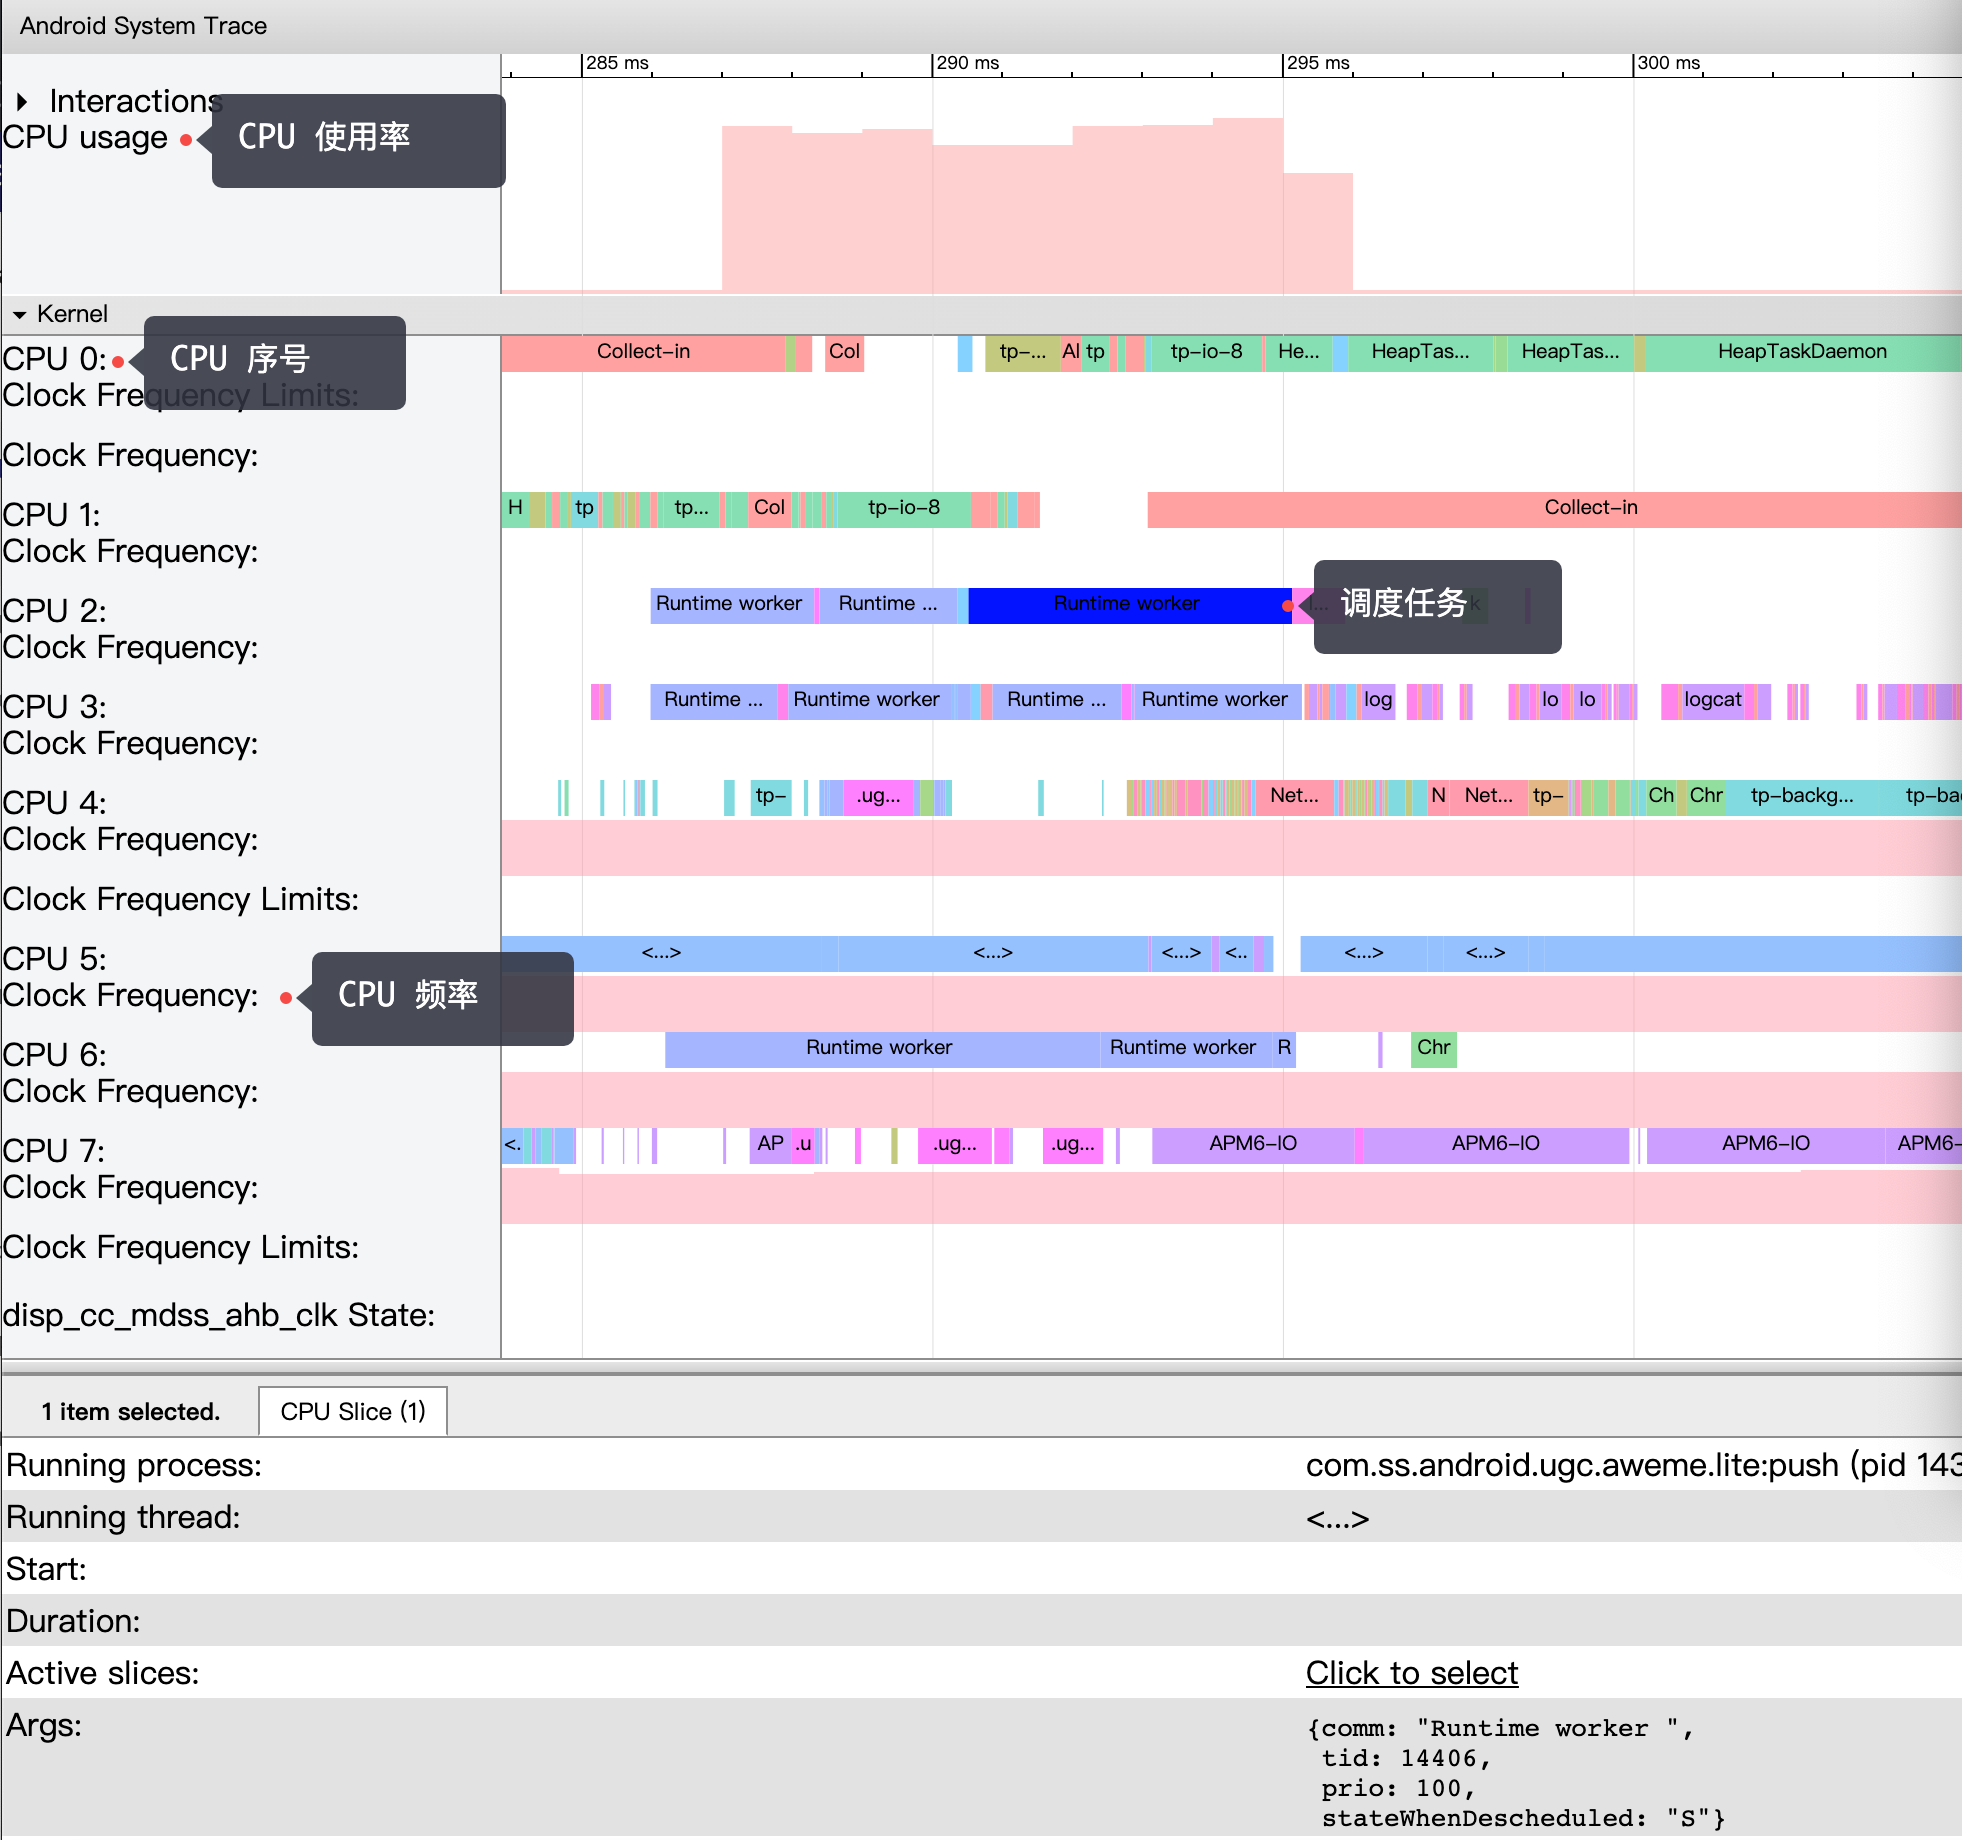 Android System Trace
285 ms 290 ms 295 ms 300 ms
Interactions
CPU usage
CPU 使用率
Kernel
CPU 0:
CPU 序号
Collect-in Col tp-... Al tp tp-io-8 He... HeapTas... HeapTas... HeapTaskDaemon
Clock Frequency Limits:
Clock Frequency:
CPU 1:
H tp tp... Col tp-io-8 Collect-in
Clock Frequency:
CPU 2:
Runtime worker Runtime ... Runtime worker
调度任务
Clock Frequency:
CPU 3:
Runtime ... Runtime worker Runtime ... Runtime worker log lo lo logcat
Clock Frequency:
CPU 4:
tp- .ug... Net... N Net... tp- Ch Chr tp-backg... tp-ba
Clock Frequency:
Clock Frequency Limits:
CPU 5:
<...> <...> <...> <.. <...> <...>
Clock Frequency:
CPU 频率
CPU 6:
Runtime worker Runtime worker R Chr
Clock Frequency:
CPU 7:
<. AP .u .ug... .ug... APM6-IO APM6-IO APM6-IO APM6-
Clock Frequency:
Clock Frequency Limits:
disp_cc_mdss_ahb_clk State:
1 item selected. CPU Slice (1)
Running process: com.ss.android.ugc.aweme.lite:push (pid 143
Running thread: <...>
Start:
Duration:
Active slices: Click to select
Args: {comm: "Runtime worker ",
tid: 14406,
prio: 100,
stateWhenDescheduled: "S"}